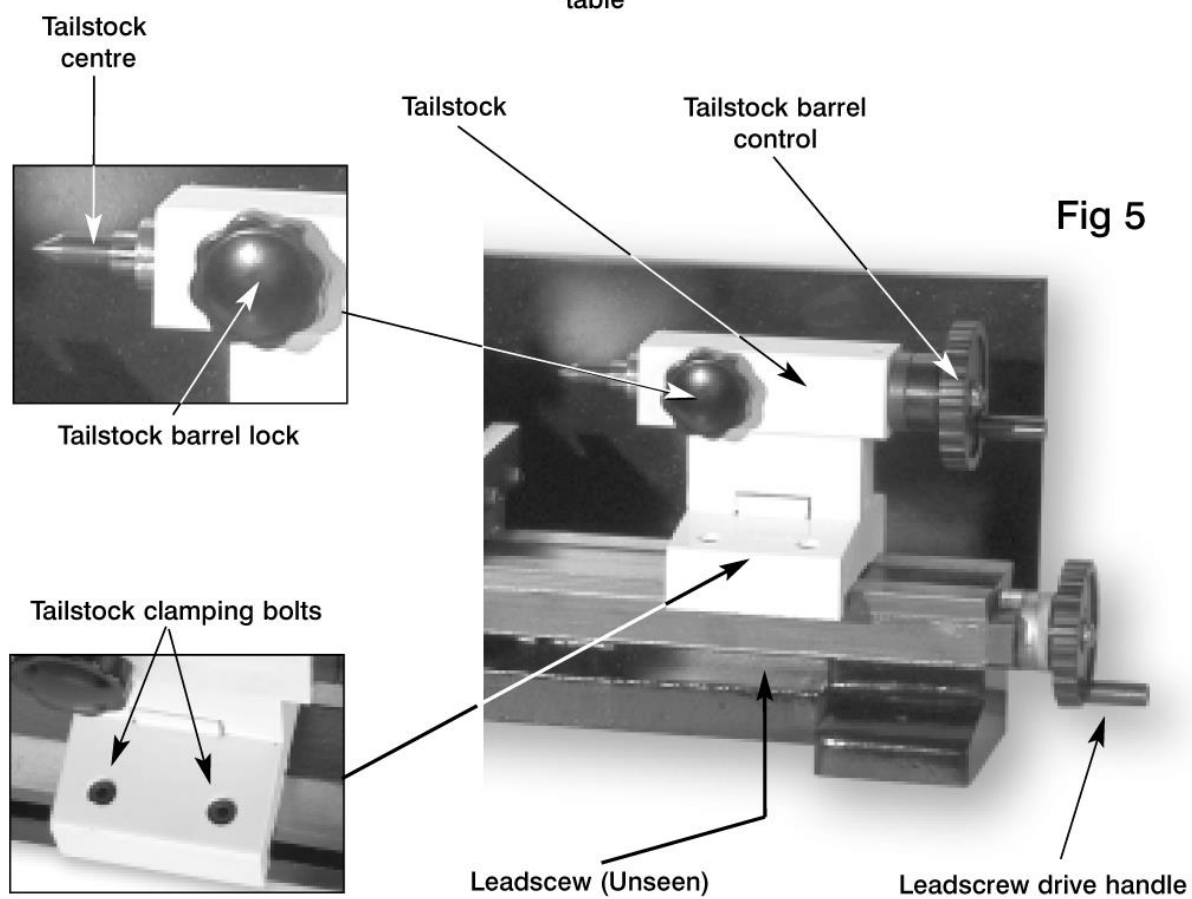 table
Tailstock
centre
Tailstock
Tailstock barrel
control
Fig 5
Tailstock barrel lock
Tailstock clamping bolts
Leadscew (Unseen)
Leadscrew drive handle